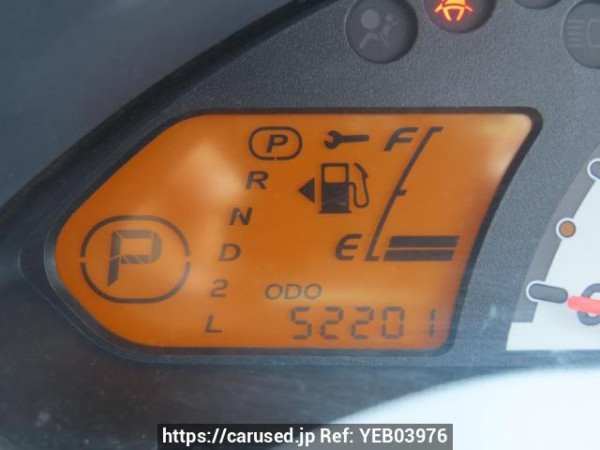 P
F
R
N
P
D
E
2
ODO
L
52201
https://carused.jp Ref: YEB03976